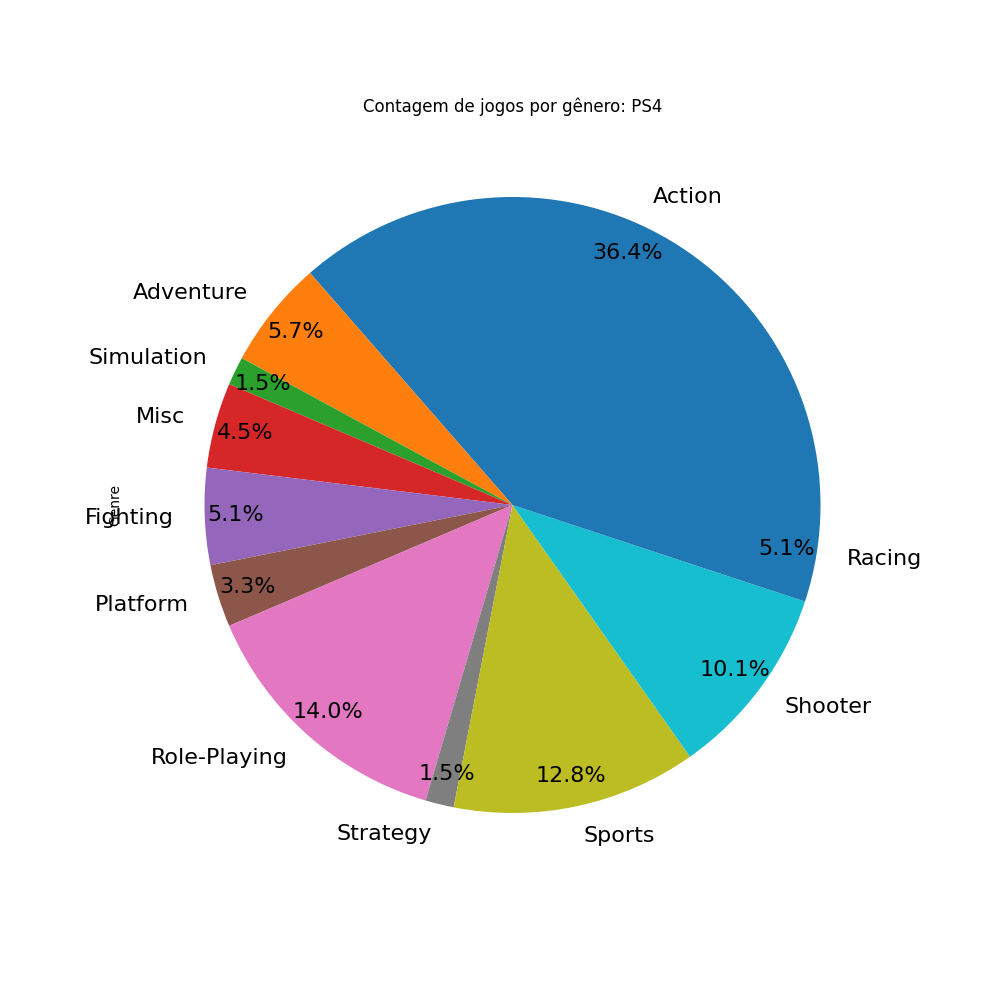 Contagem de jogos por gênero: PS4
Action
36.4%
Adventure
5.7%
Simulation
1.5%
Misc
4.5%
Fighting
5.1%
Genre
Platform
3.3%
Role-Playing
14.0%
Strategy
1.5%
Sports
12.8%
Shooter
10.1%
Racing
5.1%